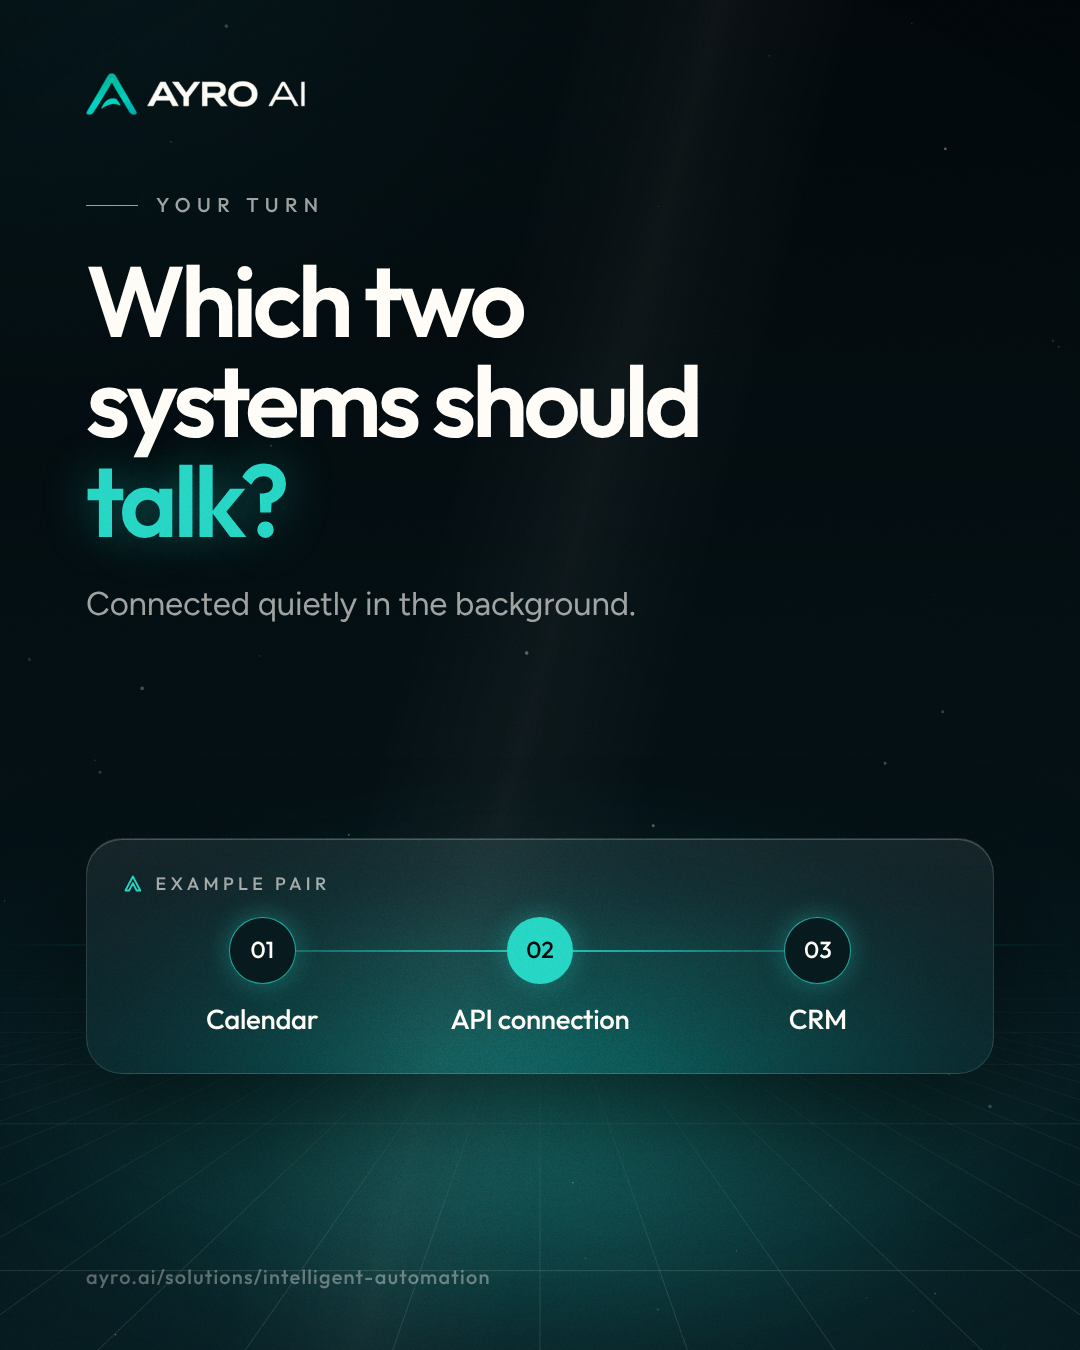 AYRO AI
YOUR TURN
Which two
systems should
talk?
Connected quietly in the background.
EXAMPLE PAIR
01
02
03
Calendar
API connection
CRM
ayro.ai/solutions/intelligent-automation